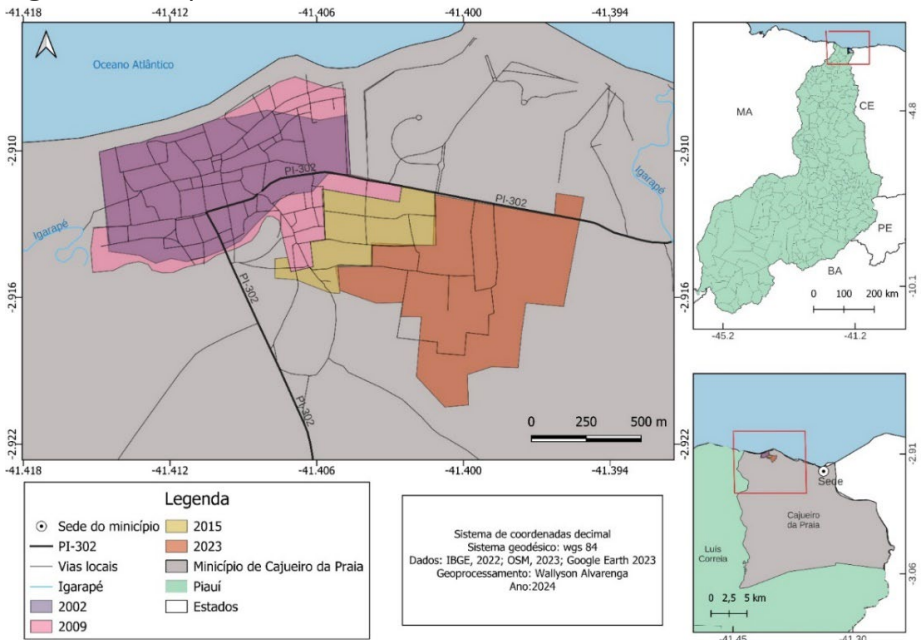 -41.418 -41.412 -41.406 -41.400 -41.394
Oceano Atlântico
-2.910
PI-302
PI-302
Igarapé
Igarapé
PI-302
-2.916
PI-302
0 250 500 m
-2.922
-2.922
-41.418 -41.412 -41.406 -41.400 -41.394
-2.910
-2.916
MA
CE
-4.8
PE
BA
0 100 200 km
-10.1
-45.2 -41.2
Sede
-2.91
Cajueiro
da Praia
Luis
Correia
-3.06
0 2,5 5 km
-41.45 -41.30
Legenda
Sede do minicípio
PI-302
Vias locais
Igarapé
2002
2009
2015
2023
Minicípio de Cajueiro da Praia
Piauí
Estados
Sistema de coordenadas decimal
Sistema geodésico: wgs 84
Dados: IBGE, 2022; OSM, 2023; Google Earth 2023
Geoprocessamento: Wallyson Alvarenga
Ano:2024